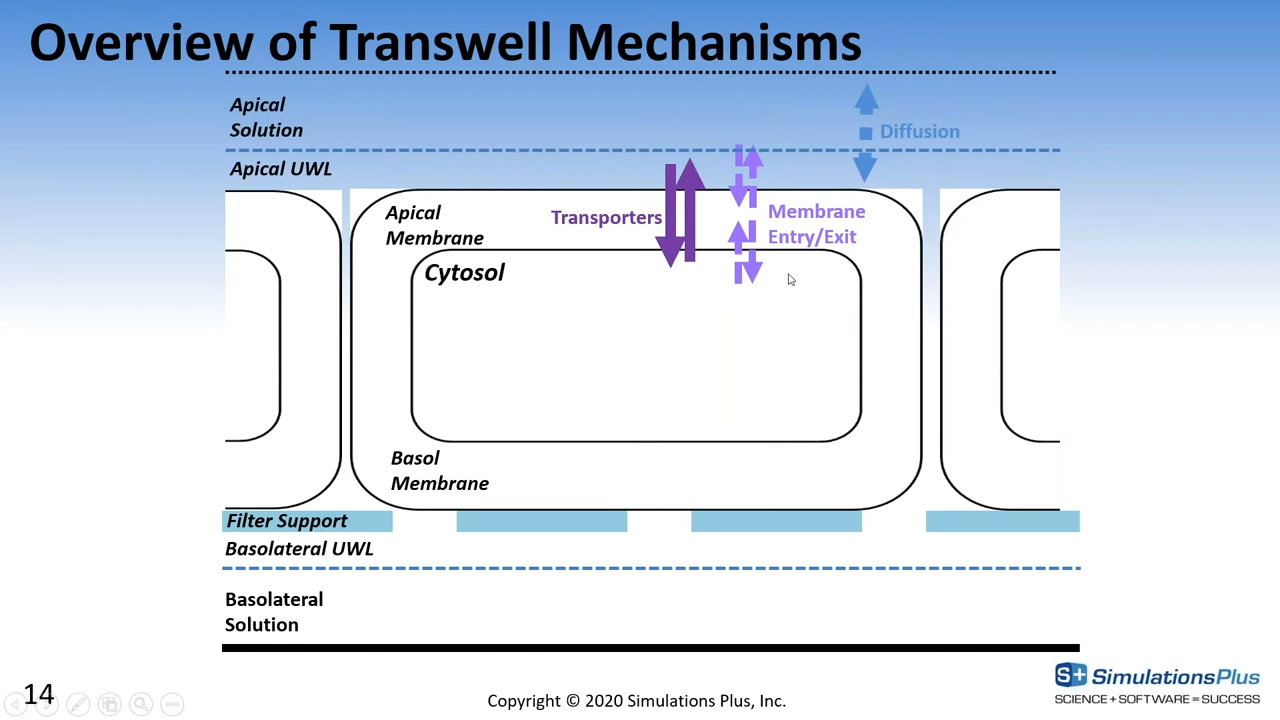 Overview of Transwell Mechanisms
Apical
Solution
Diffusion
Apical UWL
Apical
Membrane
Transporters
Membrane
Entry/Exit
Cytosol
Basol
Membrane
Filter Support
Basolateral UWL
Basolateral
Solution
14
Copyright © 2020 Simulations Plus, Inc.
S+ SimulationsPlus
SCIENCE + SOFTWARE = SUCCESS